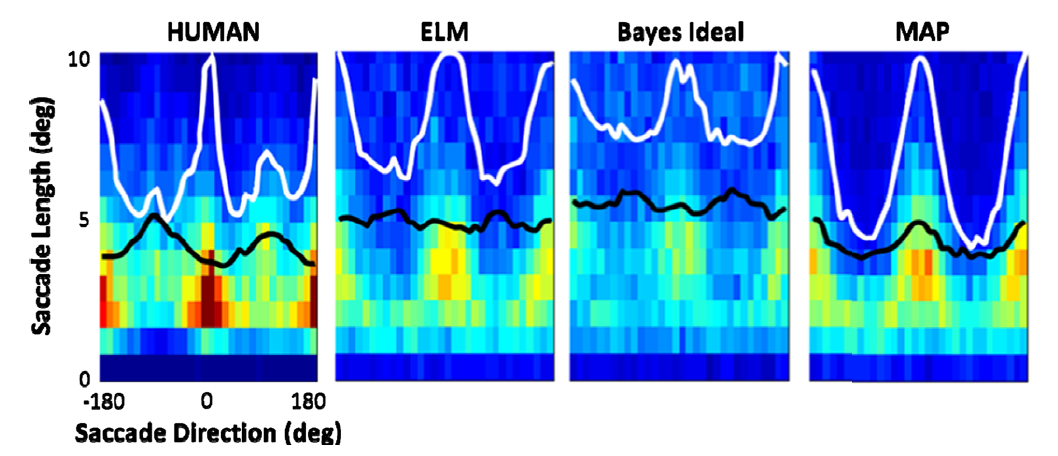 HUMAN ELM Bayes Ideal MAP
10
Saccade Length (deg)
5
0
-180 0 180
Saccade Direction (deg)